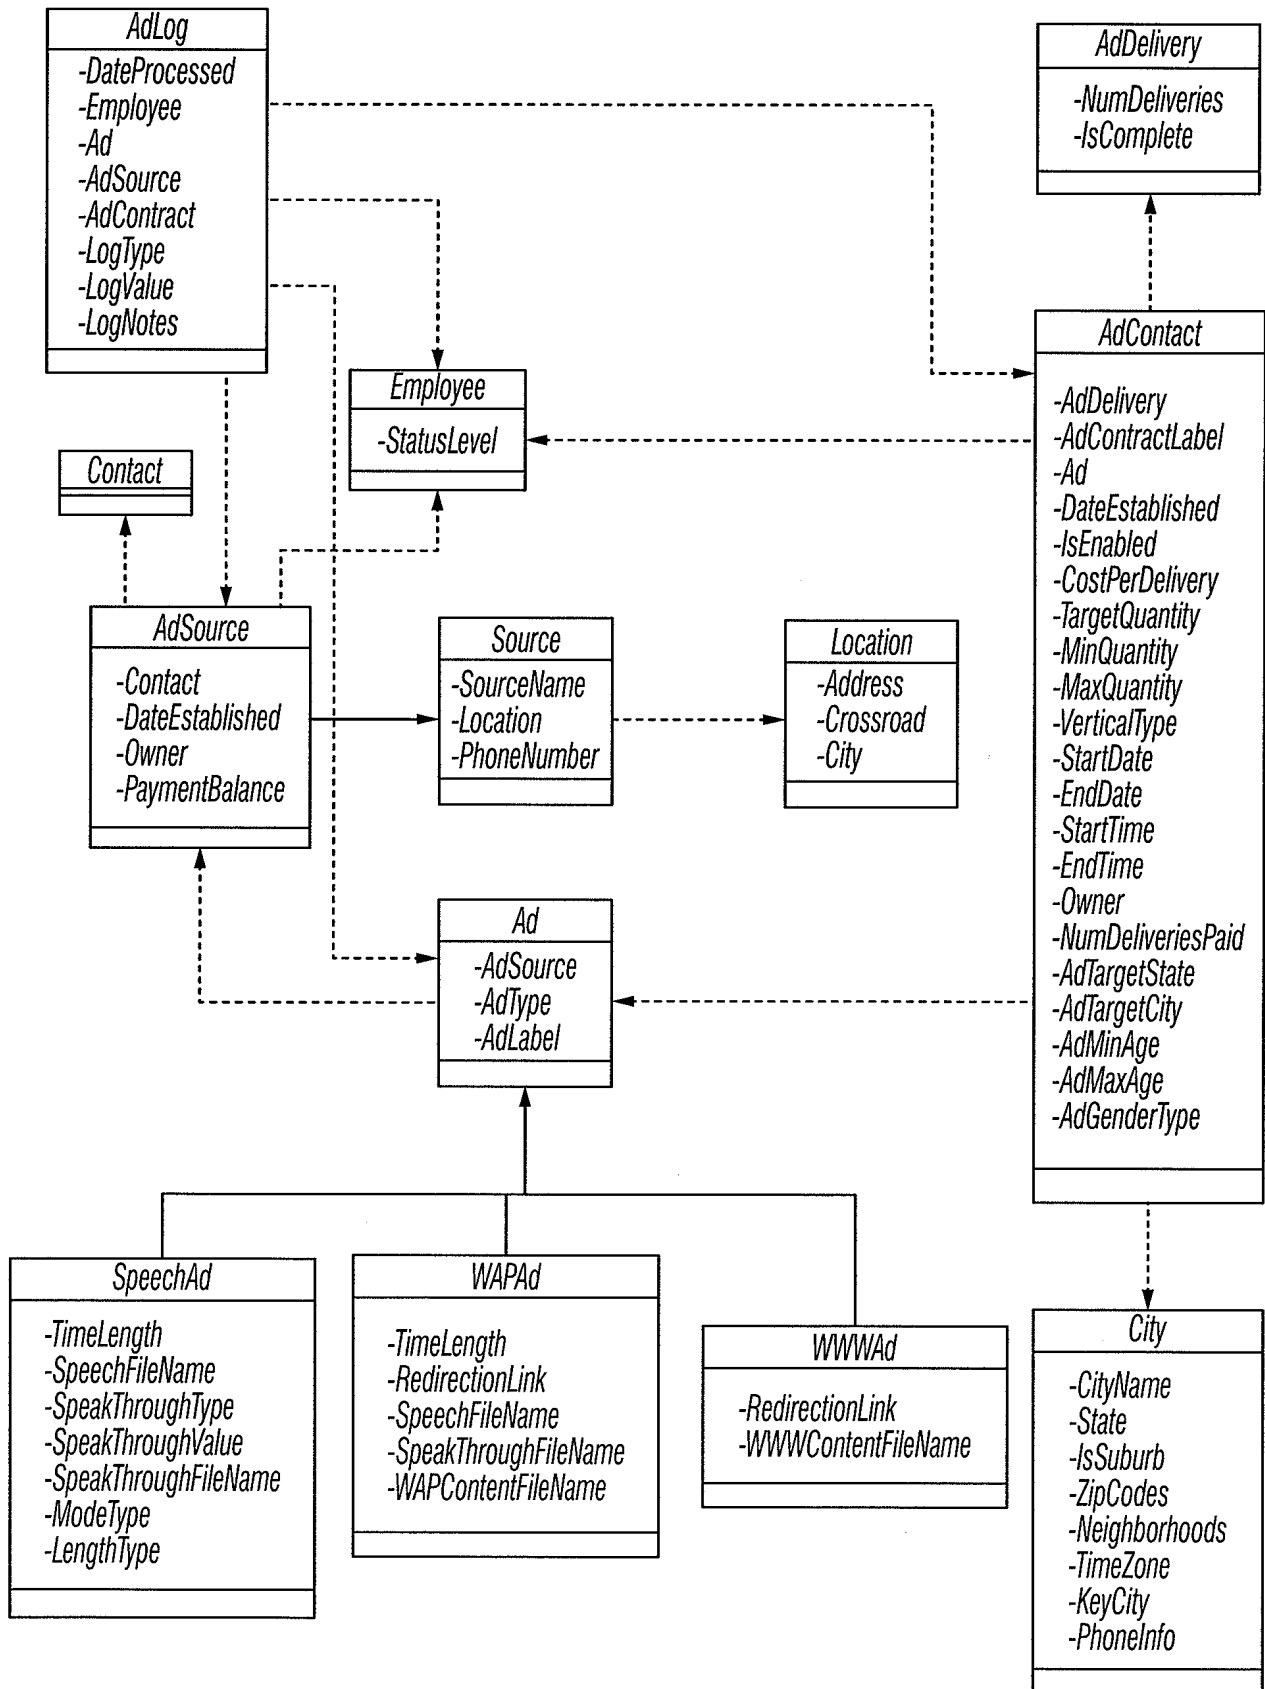 AdLog
-DateProcessed
-Employee
-Ad
-AdSource
-AdContract
-LogType
-LogValue
-LogNotes
AdDelivery
-NumDeliveries
-IsComplete
Employee
-StatusLevel
Contact
AdContact
-AdDelivery
-AdContractLabel
-Ad
-DateEstablished
-IsEnabled
-CostPerDelivery
-TargetQuantity
-MinQuantity
-MaxQuantity
-VerticalType
-StartDate
-EndDate
-StartTime
-EndTime
-Owner
-NumDeliveriesPaid
-AdTargetState
-AdTargetCity
-AdMinAge
-AdMaxAge
-AdGenderType
AdSource
-Contact
-DateEstablished
-Owner
-PaymentBalance
Source
-SourceName
-Location
-PhoneNumber
Location
-Address
-Crossroad
-City
Ad
-AdSource
-AdType
-AdLabel
SpeechAd
-TimeLength
-SpeechFileName
-SpeakThroughType
-SpeakThroughValue
-SpeakThroughFileName
-ModeType
-LengthType
WAPAd
-TimeLength
-RedirectionLink
-SpeechFileName
-SpeakThroughFileName
-WAPContentFileName
WWWAd
-RedirectionLink
-WWWContentFileName
City
-CityName
-State
-IsSuburb
-ZipCodes
-Neighborhoods
-TimeZone
-KeyCity
-PhoneInfo